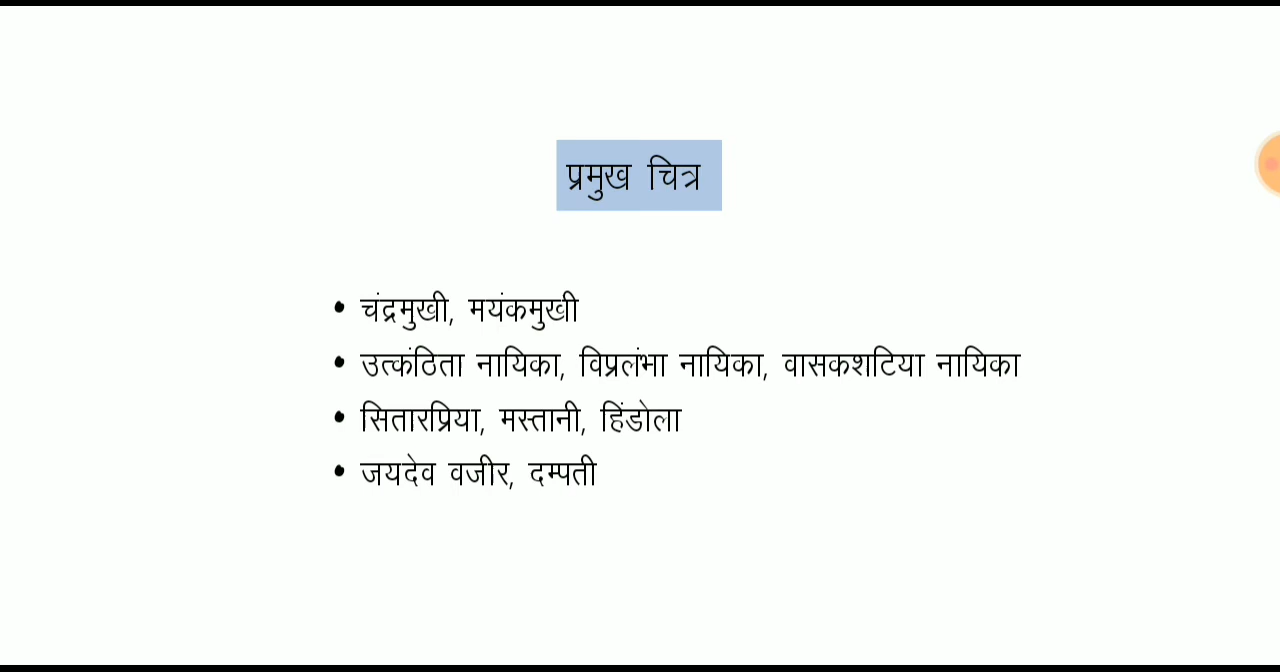 प्रमुख चित्र
• चंद्रमुखी, मयंकमुखी
• उत्कंठिता नायिका, विप्रलंभा नायिका, वासकशटिया नायिका
• सितारप्रिया, मस्तानी, हिंडोला
• जयदेव वजीर, दम्पती